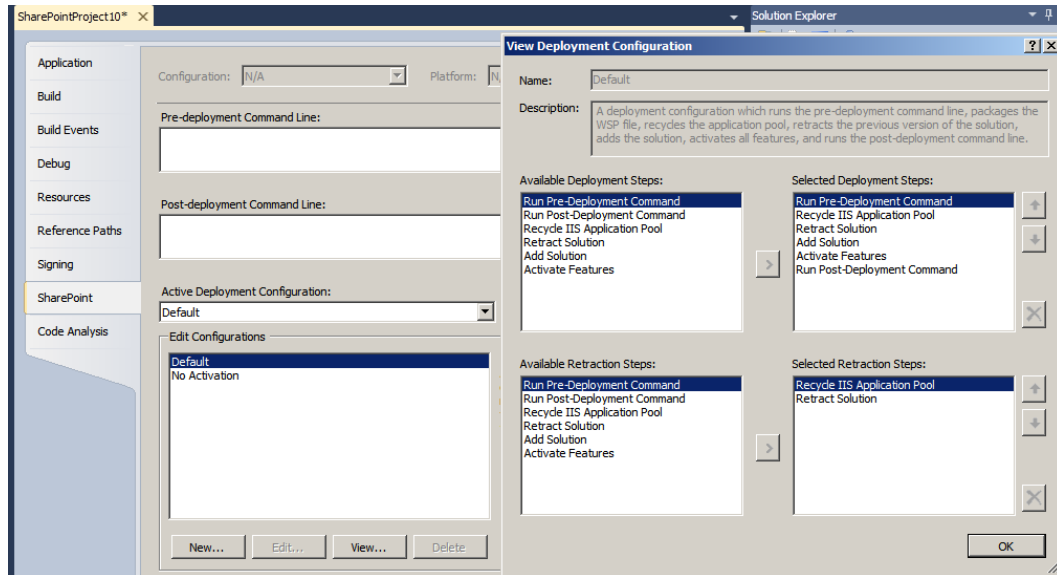 SharePointProject10*
Solution Explorer
Application
Build
Build Events
Debug
Resources
Reference Paths
Signing
SharePoint
Code Analysis
Configuration: N/A
Platform:
Pre-deployment Command Line:
Post-deployment Command Line:
Active Deployment Configuration:
Default
Edit Configurations
Default
No Activation
New...
Edit...
View...
Delete
View Deployment Configuration
Name: Default
Description: A deployment configuration which runs the pre-deployment command line, packages the
WSP file, recycles the application pool, retracts the previous version of the solution,
adds the solution, activates all features, and runs the post-deployment command line.
Available Deployment Steps:
Run Pre-Deployment Command
Run Post-Deployment Command
Recycle IIS Application Pool
Retract Solution
Add Solution
Activate Features
Selected Deployment Steps:
Run Pre-Deployment Command
Recycle IIS Application Pool
Retract Solution
Add Solution
Activate Features
Run Post-Deployment Command
Available Retraction Steps:
Run Pre-Deployment Command
Run Post-Deployment Command
Recycle IIS Application Pool
Retract Solution
Add Solution
Activate Features
Selected Retraction Steps:
Recycle IIS Application Pool
Retract Solution
OK